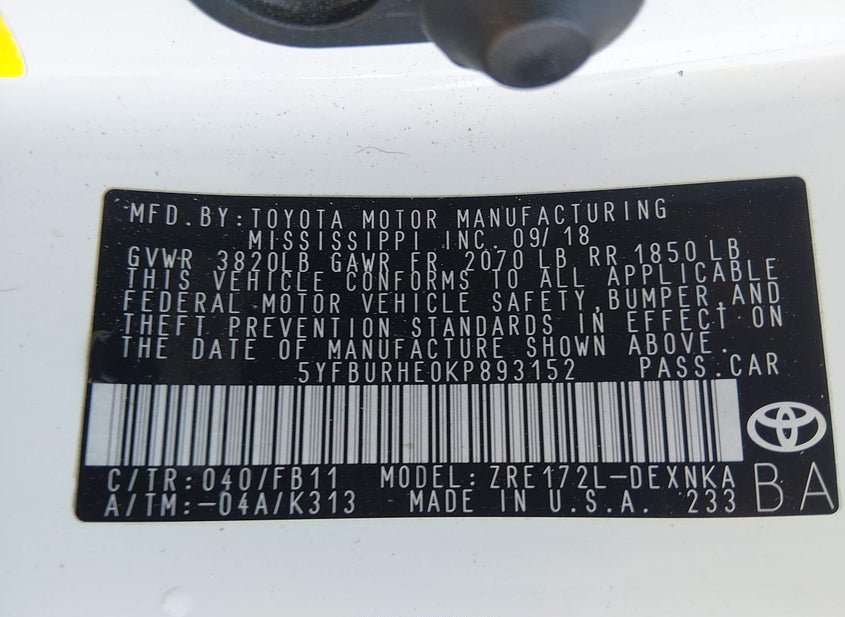 MFD. BY: TOYOTA MOTOR MANUFACTURING
MISSISSIPPI INC. 09/18
GVWR 3820LB GAWR FR 2070 LB RR 1850 LB
THIS VEHICLE CONFORMS TO ALL APPLICABLE
FEDERAL MOTOR VEHICLE SAFETY, BUMPER, AND
THEFT PREVENTION STANDARDS IN EFFECT ON
THE DATE OF MANUFACTURE SHOWN ABOVE.
5YFBURHE0KP893152 PASS. CAR
C/TR: 040/FB11 MODEL: ZRE172L-DEXNKA
A/TM: -04A/K313 MADE IN U.S.A. 233
BA